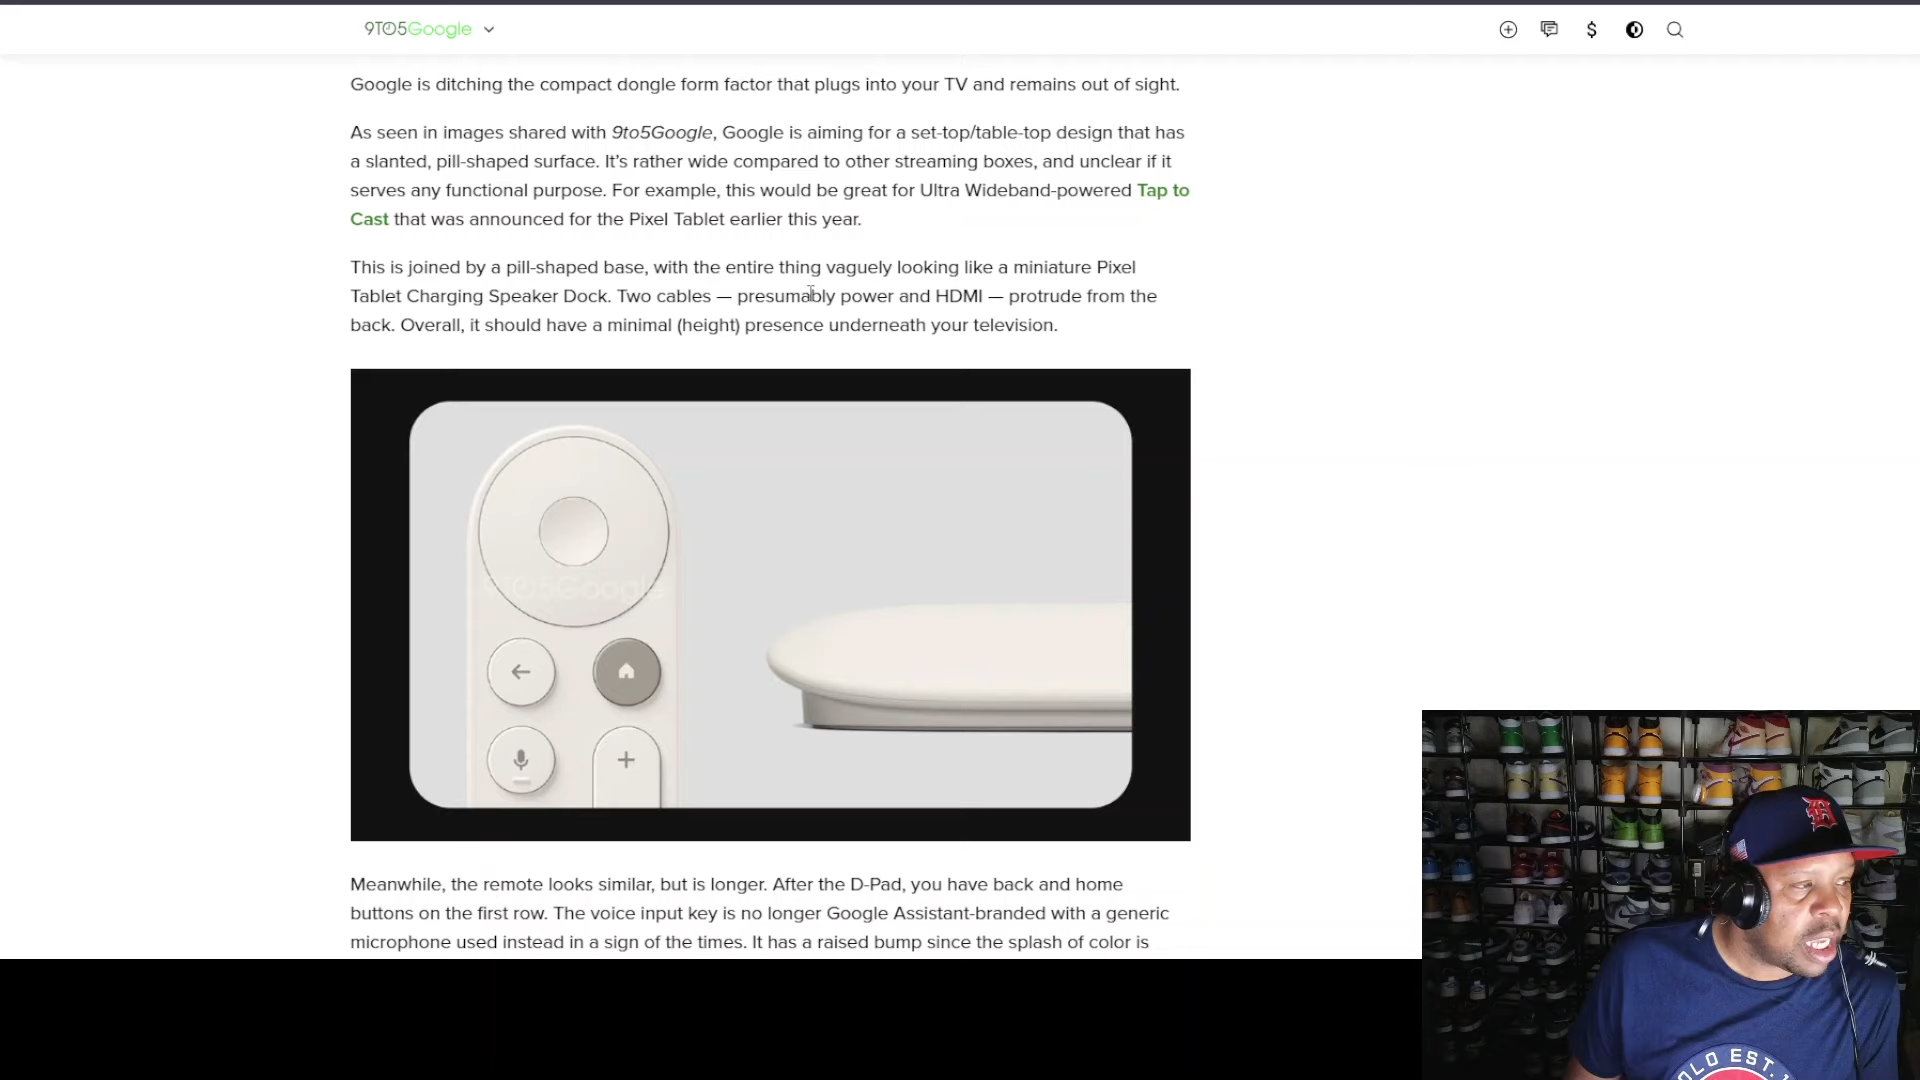 9TO5Google
$
Google is ditching the compact dongle form factor that plugs into your TV and remains out of sight.
As seen in images shared with 9to5Google, Google is aiming for a set-top/table-top design that has
a slanted, pill-shaped surface. It’s rather wide compared to other streaming boxes, and unclear if it
serves any functional purpose. For example, this would be great for Ultra Wideband-powered Tap to
Cast that was announced for the Pixel Tablet earlier this year.
This is joined by a pill-shaped base, with the entire thing vaguely looking like a miniature Pixel
Tablet Charging Speaker Dock. Two cables — presumably power and HDMI — protrude from the
back. Overall, it should have a minimal (height) presence underneath your television.
9TO5Google
Meanwhile, the remote looks similar, but is longer. After the D-Pad, you have back and home
buttons on the first row. The voice input key is no longer Google Assistant-branded with a generic
microphone used instead in a sign of the times. It has a raised bump since the splash of color is
OLO EST.